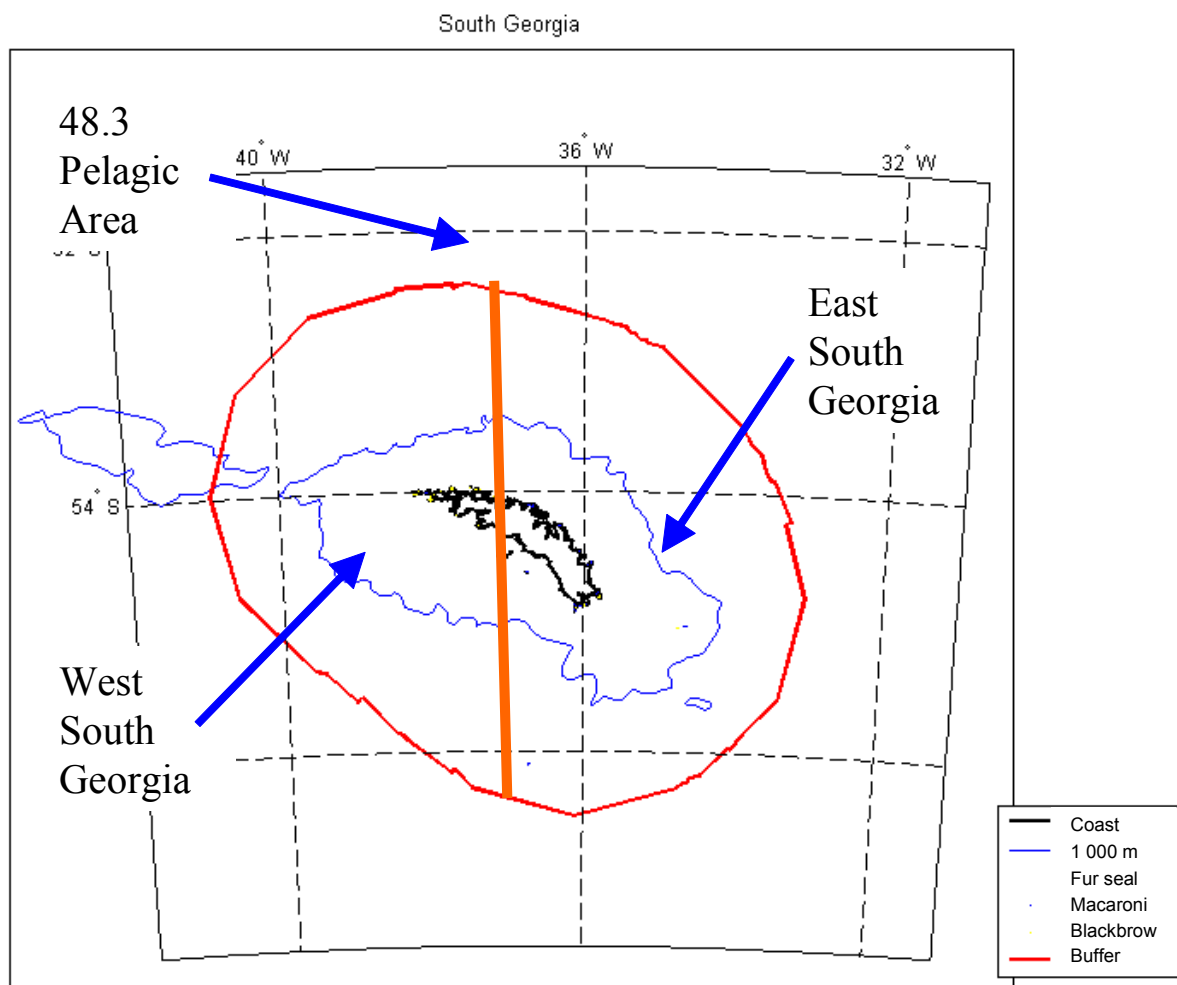 South Georgia
48.3
Pelagic
Area
40° W
36° W
32° W
East
South
Georgia
54° S
West
South
Georgia
Coast
1 000 m
Fur seal
Macaroni
Blackbrow
Buffer